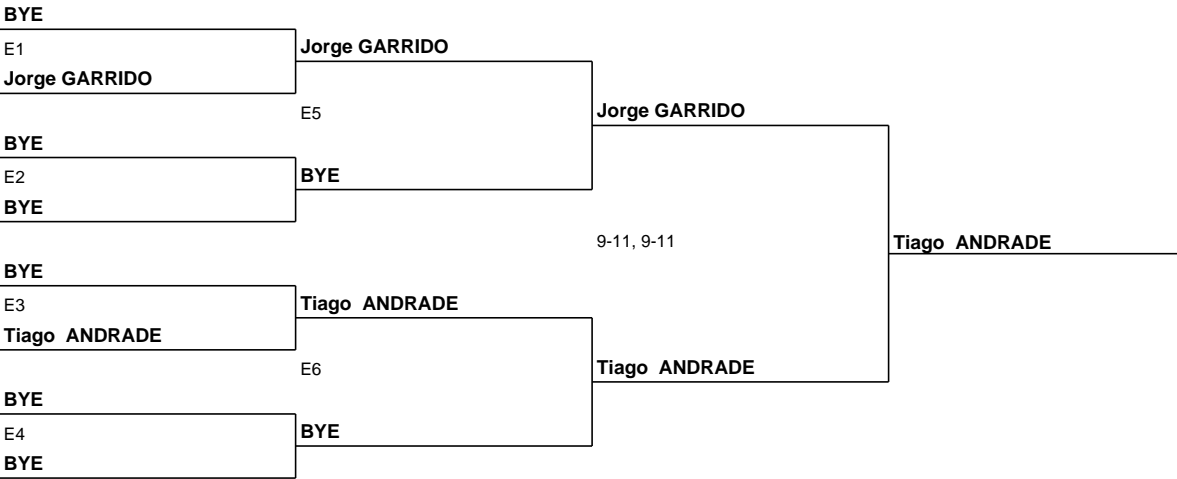 BYE
E1
Jorge GARRIDO
Jorge GARRIDO
E5
Jorge GARRIDO
BYE
E2
BYE
BYE
9-11, 9-11
Tiago  ANDRADE
BYE
E3
Tiago  ANDRADE
Tiago  ANDRADE
E6
Tiago  ANDRADE
BYE
E4
BYE
BYE